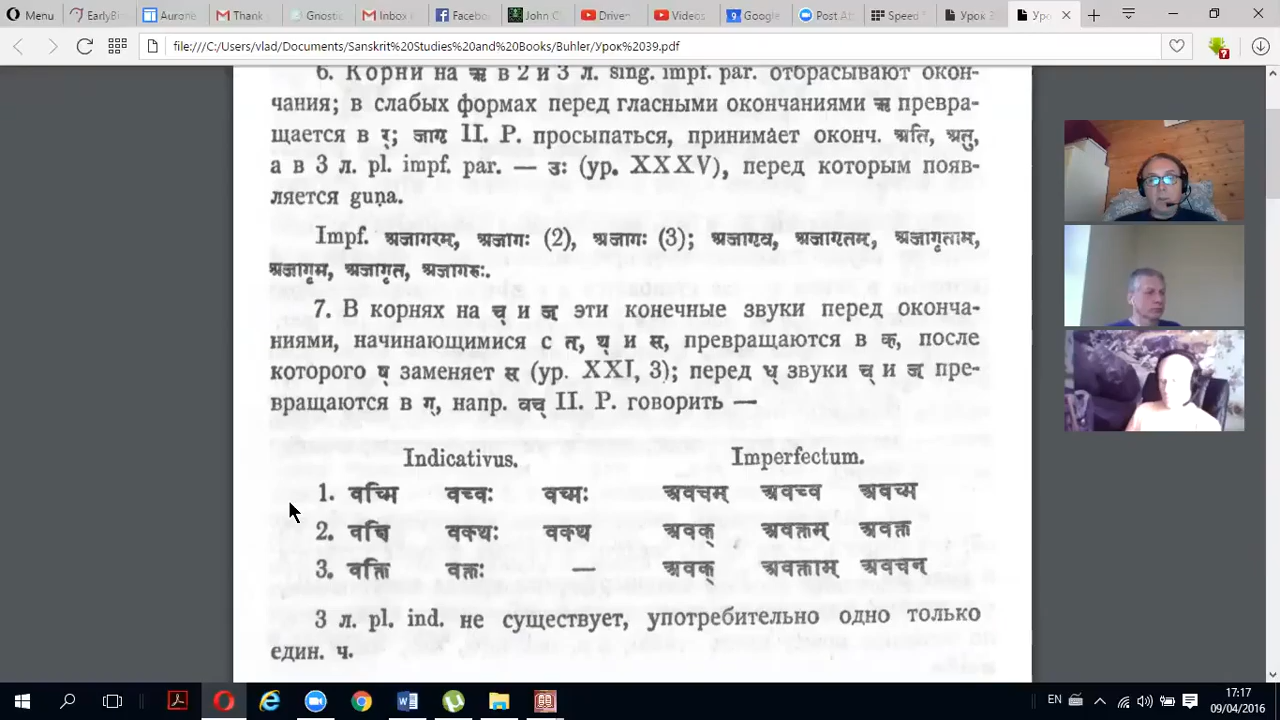 Menu
EarlyBi
Aurone
Thank
Gnostic
Inbox
Facebo
John C
Driven
Videos
Google
Post Att
Speed
Урок 3
Уро
file:///C:/Users/vlad/Documents/Sanskrit%20Studies%20and%20Books/Buhler/Урок%2039.pdf
6. Корни на ऋ в 2 и 3 л. sing. impf. par. отбрасывают окон-
чания; в слабых формах перед гласными окончаниями ऋ превра-
щается в र्; जागृ II. P. просыпаться, принимает оконч. अति, अतु,
а в 3 л. pl. impf. par. — उः (ур. XXXV), перед которым появ-
ляется guṇa.
Impf. अजागरम्, अजागः (2), अजागः (3); अजागृव, अजागृतम्, अजागृताम्,
अजागृम, अजागृत, अजागरुः.
7. В корнях на च् и ज् эти конечные звуки перед оконча-
ниями, начинающимися с त्, थ् и स्, превращаются в क्, после
которого ष् заменяет स् (ур. XXI, 3); перед ध् звуки च् и ज् пре-
вращаются в ग्, напр. वच् II. P. говорить —
Indicativus. Imperfectum.
1. वच्मि वच्वः वच्मः अवचम् अवच्व अवच्म
2. वक्षि वक्थः वक्थ अवक् अवक्तम् अवक्त
3. वक्ति वक्तः — अवक् अवक्ताम् अवचन्
3 л. pl. ind. не существует, употребительно одно только
един. ч.
EN
17:17
09/04/2016